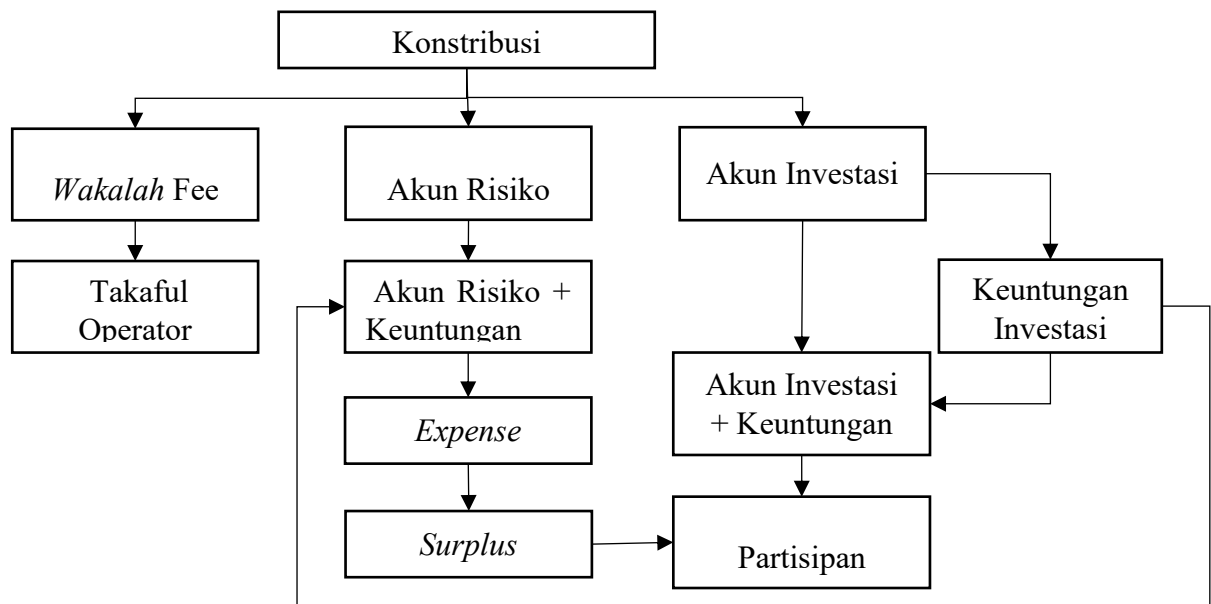 Konstribusi
Wakalah Fee
Akun Risiko
Akun Investasi
Takaful
Operator
Akun Risiko +
Keuntungan
Keuntungan
Investasi
Akun Investasi
+ Keuntungan
Expense
Surplus
Partisipan